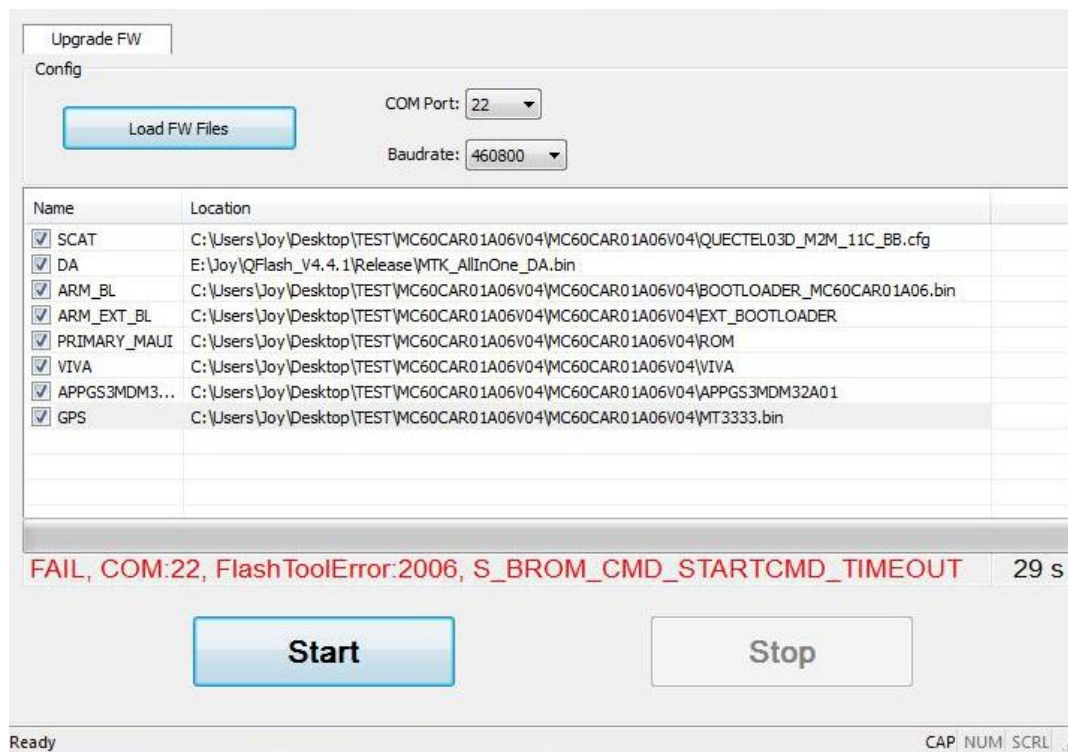 Upgrade FW
Config
Load FW Files
COM Port: 22
Baudrate: 460800
Name Location
SCAT C:\Users\Joy\Desktop\TEST\MC60CAR01A06V04\MC60CAR01A06V04\QUECTEL03D_M2M_11C_BB.cfg
DA E:\Joy\QFlash_V4.4.1\Release\MTK_AllInOne_DA.bin
ARM_BL C:\Users\Joy\Desktop\TEST\MC60CAR01A06V04\MC60CAR01A06V04\BOOTLOADER_MC60CAR01A06.bin
ARM_EXT_BL C:\Users\Joy\Desktop\TEST\MC60CAR01A06V04\MC60CAR01A06V04\EXT_BOOTLOADER
PRIMARY_MAUI C:\Users\Joy\Desktop\TEST\MC60CAR01A06V04\MC60CAR01A06V04\ROM
VIVA C:\Users\Joy\Desktop\TEST\MC60CAR01A06V04\MC60CAR01A06V04\VIVA
APPGS3MDM3... C:\Users\Joy\Desktop\TEST\MC60CAR01A06V04\MC60CAR01A06V04\APPGS3MDM32A01
GPS C:\Users\Joy\Desktop\TEST\MC60CAR01A06V04\MC60CAR01A06V04\MT3333.bin
FAIL, COM:22, FlashToolError:2006, S_BROM_CMD_STARTCMD_TIMEOUT 29 s
Start Stop
Ready CAP NUM SCRL